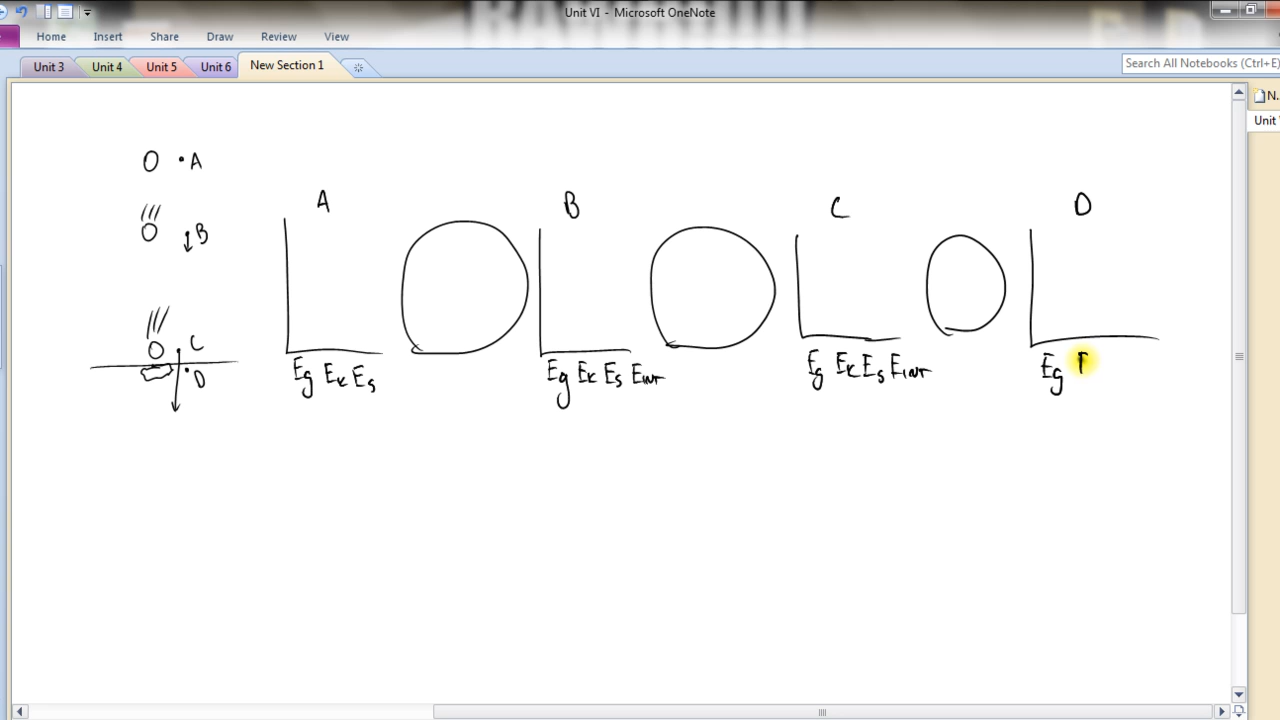 Unit VI - Microsoft OneNote
Home Insert Share Draw Review View
Unit 3 Unit 4 Unit 5 Unit 6 New Section 1
Search All Notebooks (Ctrl+E)
N.
Unit
A
B
C
D
A B C D
Eg Ek Es
Eg Ek Es Eint
Eg Ek Es Eint
Eg